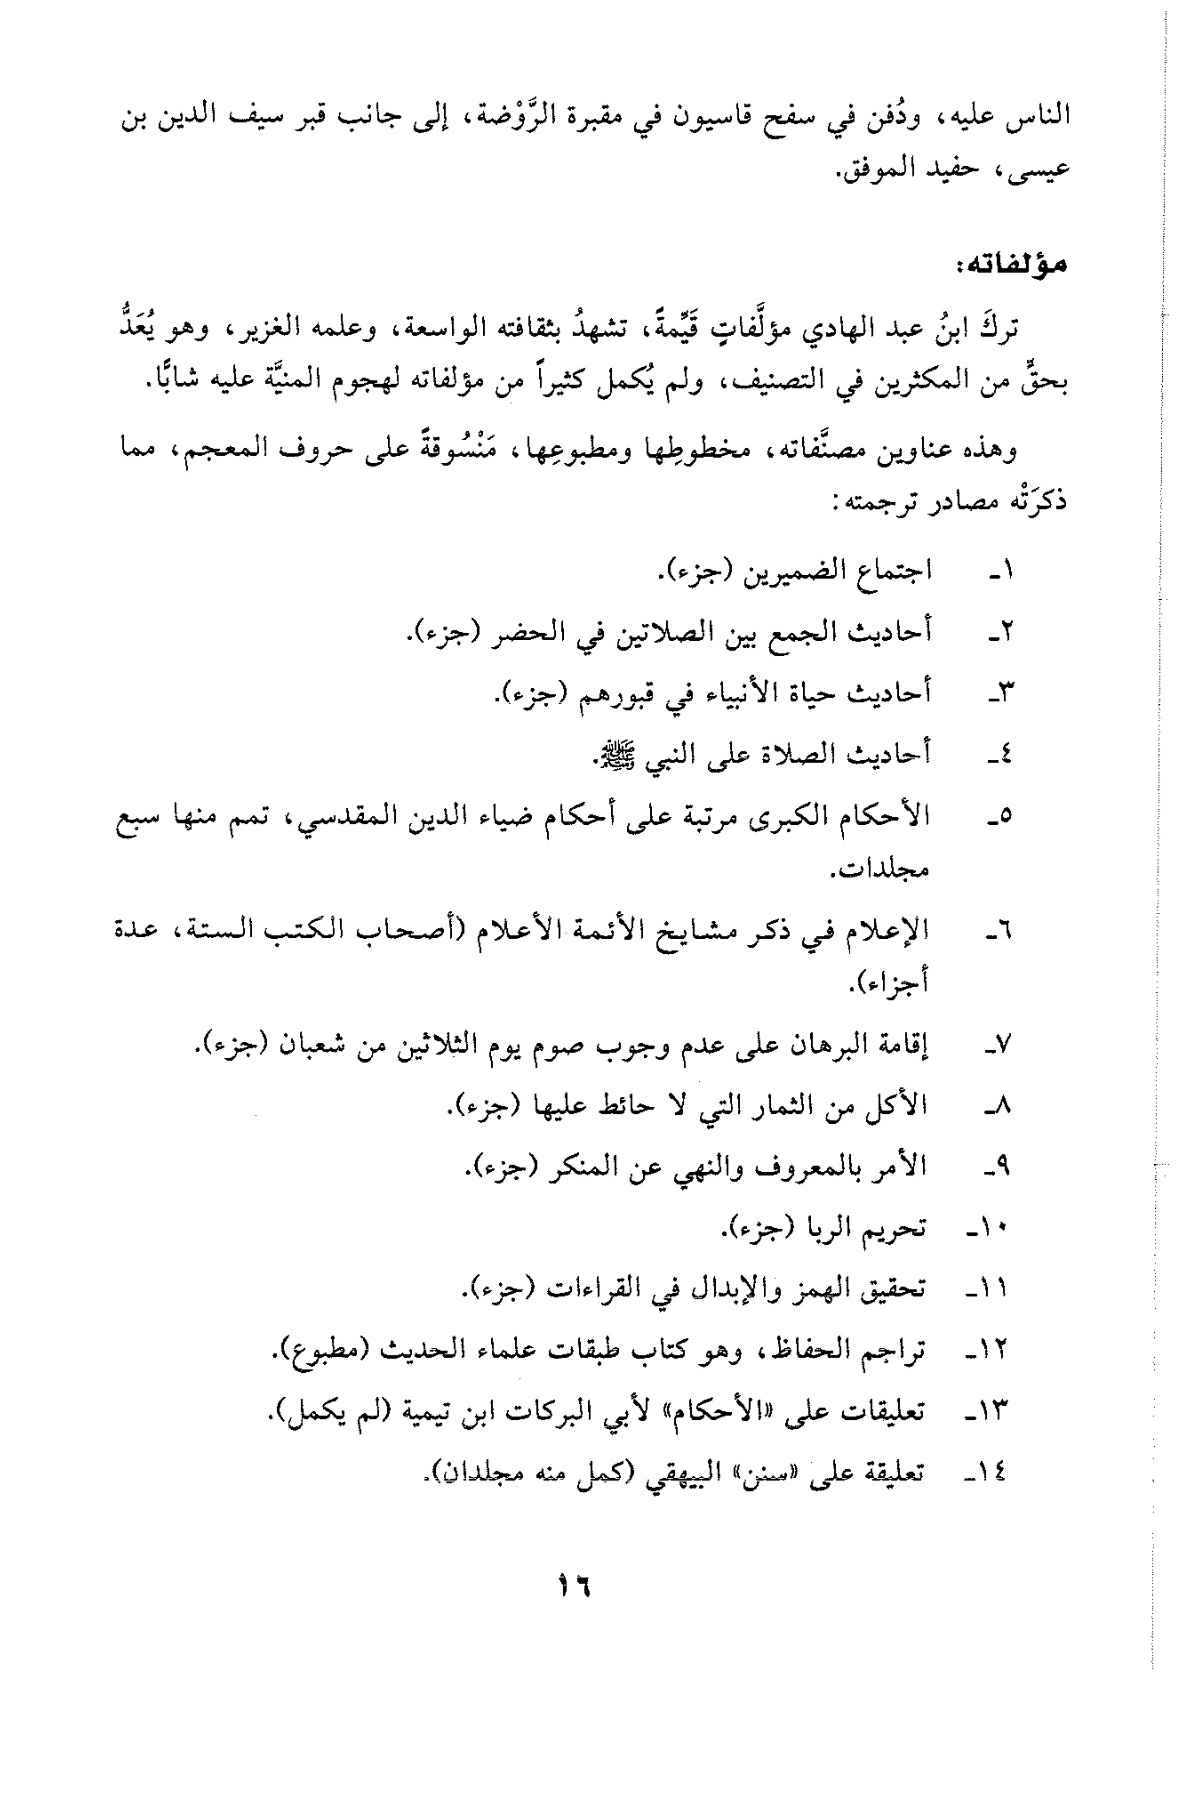 الناس عليه، ودُفن في سفح قاسيون في مقبرة الرَّوْضة، إلى جانب قبر سيف الدين بن
عيسى، حفيد الموفق.
مؤلفاته:
تركَ ابنُ عبد الهادي مؤلَّفاتٍ قَيِّمةً، تشهدُ بثقافته الواسعة، وعلمه الغزير، وهو يُعَدُّ
بحقٍّ من المكثرين في التصنيف، ولم يُكمل كثيراً من مؤلفاته لهجوم المنيَّة عليه شابًّا.
وهذه عناوين مصنَّفاته، مخطوطِها ومطبوعِها، مَنْسُوقةً على حروف المعجم، مما
ذكرَتْه مصادر ترجمته:
١ـ اجتماع الضميرين (جزء).
٢ـ أحاديث الجمع بين الصلاتين في الحضر (جزء).
٣ـ أحاديث حياة الأنبياء في قبورهم (جزء).
٤ـ أحاديث الصلاة على النبي ﷺ.
٥ـ الأحكام الكبرى مرتبة على أحكام ضياء الدين المقدسي، تمم منها سبع
مجلدات.
٦ـ الإعلام في ذكر مشايخ الأئمة الأعلام (أصحاب الكتب الستة، عدة
أجزاء).
٧ـ إقامة البرهان على عدم وجوب صوم يوم الثلاثين من شعبان (جزء).
٨ـ الأكل من الثمار التي لا حائط عليها (جزء).
٩ـ الأمر بالمعروف والنهي عن المنكر (جزء).
١٠ـ تحريم الربا (جزء).
١١ـ تحقيق الهمز والإبدال في القراءات (جزء).
١٢ـ تراجم الحفاظ، وهو كتاب طبقات علماء الحديث (مطبوع).
١٣ـ تعليقات على «الأحكام» لأبي البركات ابن تيمية (لم يكمل).
١٤ـ تعليقة على «سنن» البيهقي (كمل منه مجلدان).
١٦